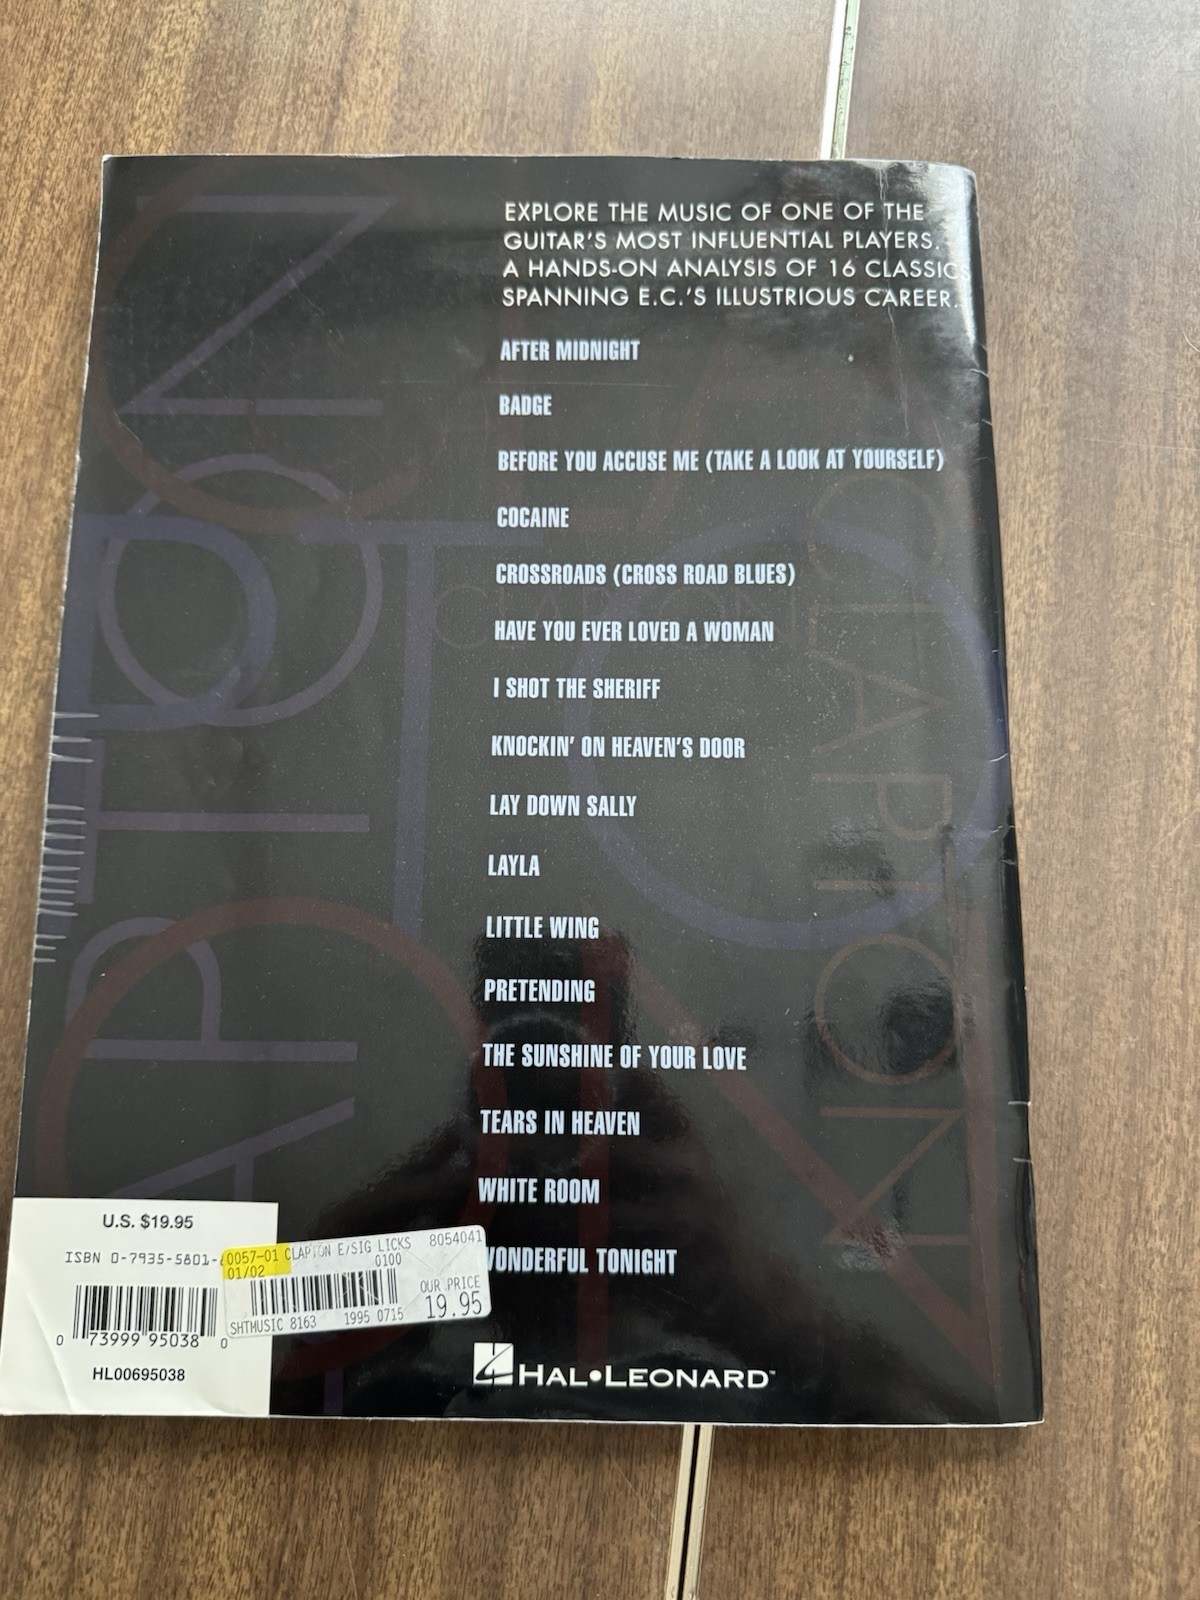 EXPLORE THE MUSIC OF ONE OF THE
GUITAR'S MOST INFLUENTIAL PLAYERS.
A HANDS-ON ANALYSIS OF 16 CLASSICS
SPANNING E.C.'S ILLUSTRIOUS CAREER.
AFTER MIDNIGHT
BADGE
BEFORE YOU ACCUSE ME (TAKE A LOOK AT YOURSELF)
COCAINE
CROSSROADS (CROSS ROAD BLUES)
HAVE YOU EVER LOVED A WOMAN
I SHOT THE SHERIFF
KNOCKIN' ON HEAVEN'S DOOR
LAY DOWN SALLY
LAYLA
LITTLE WING
PRETENDING
THE SUNSHINE OF YOUR LOVE
TEARS IN HEAVEN
WHITE ROOM
WONDERFUL TONIGHT
CLAPTON
CLAPTON
U.S. $19.95
ISBN 0-7935-5801-
0 73999 95038 0
HL00695038
0057-01 CLAPTON E/SIG LICKS 8054041
01/02 0100
OUR PRICE
19.95
SHTMUSIC 8163 1995 0715
HAL•LEONARD™